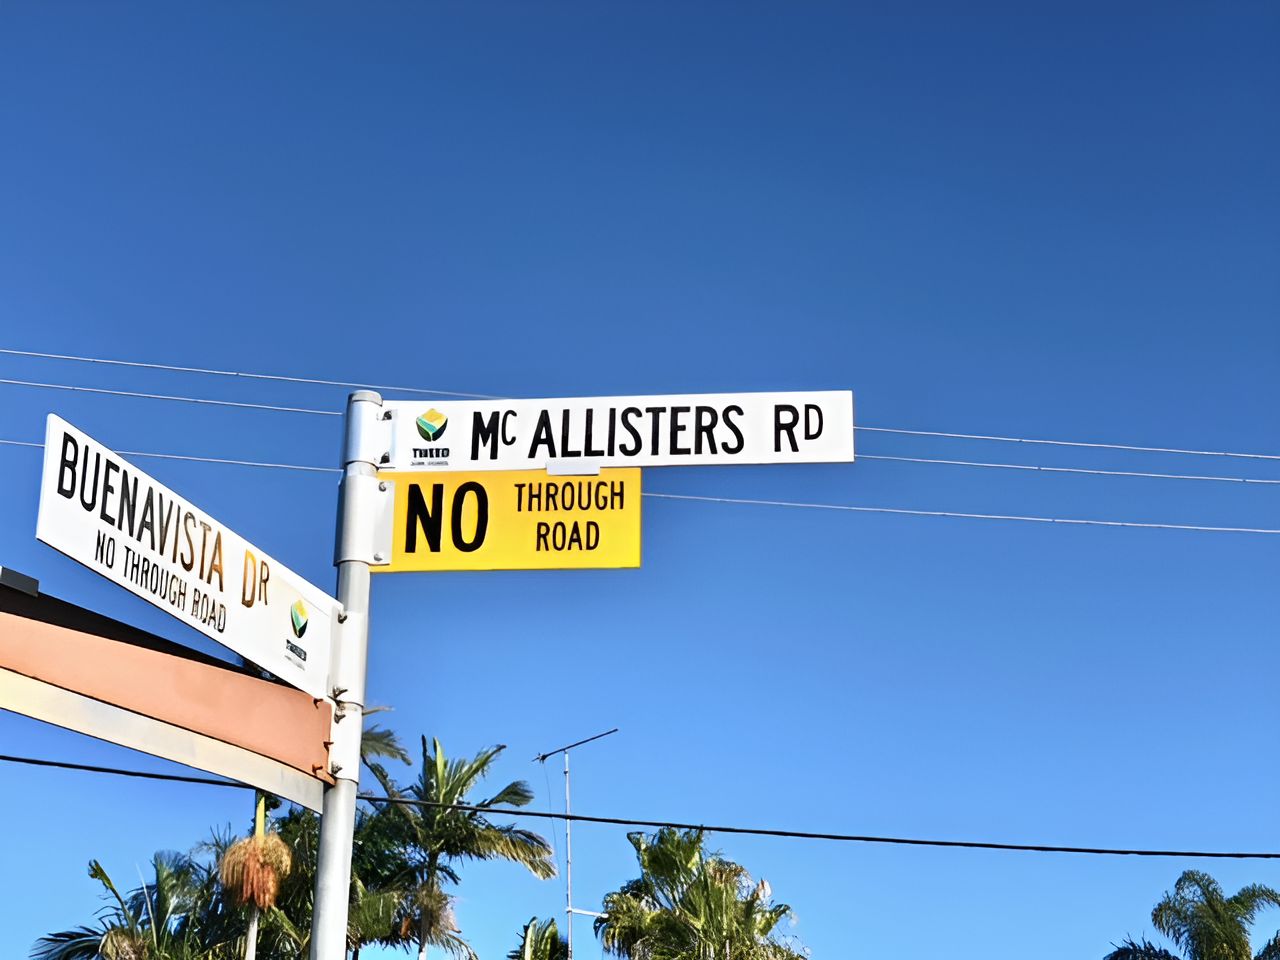 MC ALLISTERS RD
NO THROUGH
ROAD
BUENAVISTA DR
NO THROUGH ROAD